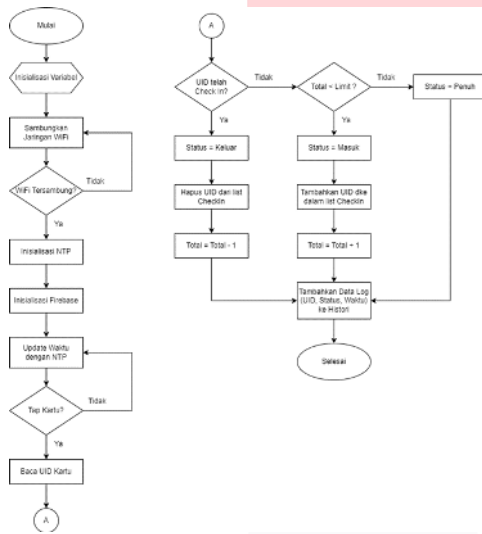 Mulai
Inisialisasi Variabel
Sambungkan
Jaringan WiFi
WiFi Tersambung?
Tidak
Ya
Inisialisasi NTP
Inisialisasi Firebase
Update Waktu
dengan NTP
Tap Kartu?
Tidak
Ya
Baca UID Kartu
A
A
UID telah
Check In?
Tidak
Ya
Total < Limit ?
Tidak
Ya
Status = Penuh
Status = Keluar
Hapus UID dari list
CheckIn
Total = Total - 1
Status = Masuk
Tambahkan UID dke
dalam list CheckIn
Total = Total + 1
Tambahkan Data Log
(UID, Status, Waktu)
ke Histori
Selesai